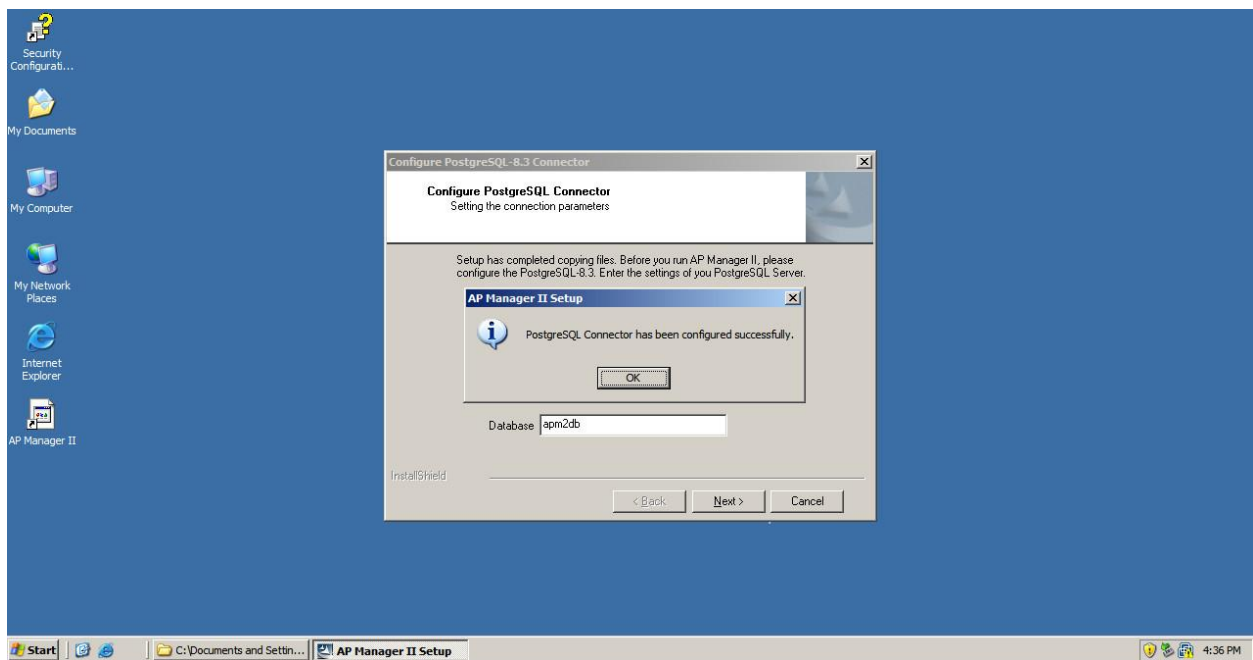 Security
Configurati...
My Documents
My Computer
My Network
Places
Internet
Explorer
AP Manager II
Configure PostgreSQL-8.3 Connector
Configure PostgreSQL Connector
Setting the connection parameters
Setup has completed copying files. Before you run AP Manager II, please
configure the PostgreSQL-8.3. Enter the settings of you PostgreSQL Server.
AP Manager II Setup
PostgreSQL Connector has been configured successfully.
OK
Database apm2db
InstallShield
< Back Next > Cancel
Start C:\Documents and Settin... AP Manager II Setup 4:36 PM